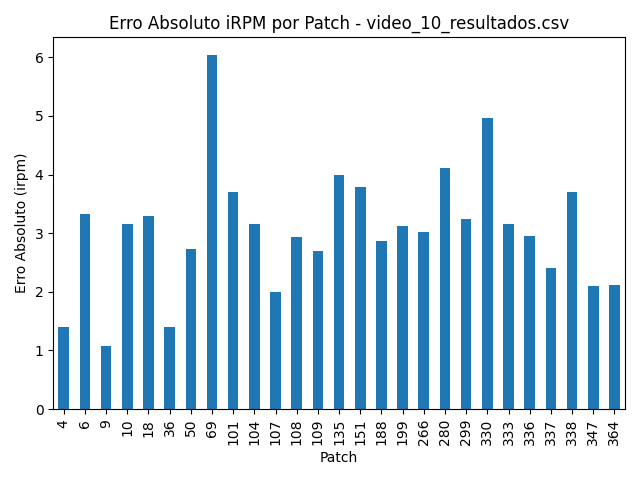 Erro Absoluto iRPM por Patch - video_10_resultados.csv
Erro Absoluto (irpm)
6
5
4
3
2
1
0
4 6 9 10 18 36 50 69 101 104 107 108 109 135 151 188 199 266 280 299 330 333 336 337 338 347 364
Patch